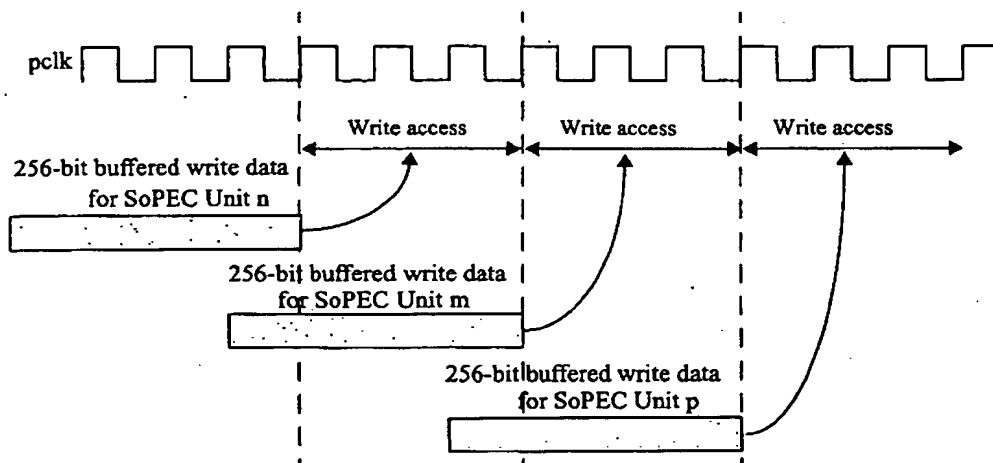 pclk
Write access
Write access
Write access
256-bit buffered write data
for SoPEC Unit n
256-bit buffered write data
for SoPEC Unit m
256-bit buffered write data
for SoPEC Unit p